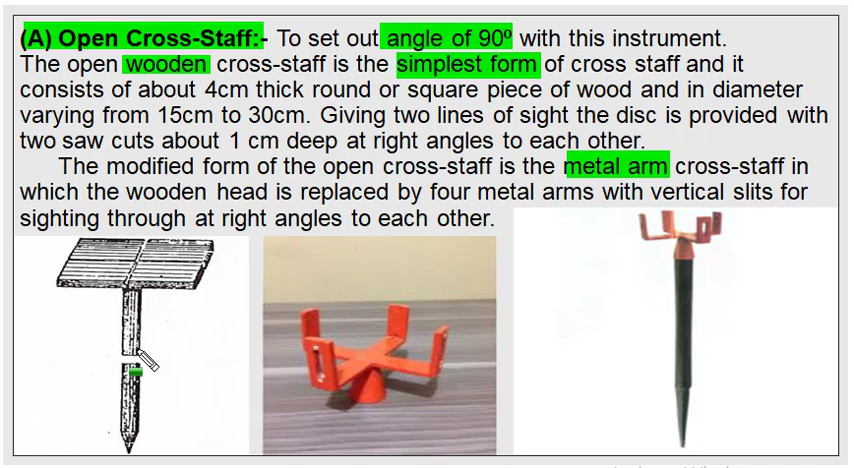 (A) Open Cross-Staff:- To set out angle of 90º with this instrument.
The open wooden cross-staff is the simplest form of cross staff and it
consists of about 4cm thick round or square piece of wood and in diameter
varying from 15cm to 30cm. Giving two lines of sight the disc is provided with
two saw cuts about 1 cm deep at right angles to each other.
The modified form of the open cross-staff is the metal arm cross-staff in
which the wooden head is replaced by four metal arms with vertical slits for
sighting through at right angles to each other.